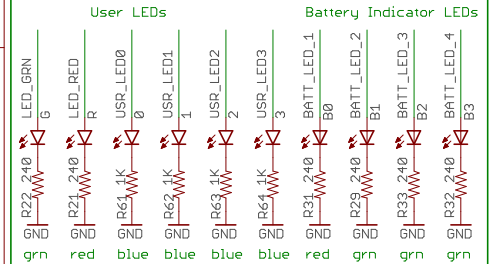 User LEDs
Battery Indicator LEDs
LED_GRN
LED_RED
USR_LED0
USR_LED1
USR_LED2
USR_LED3
BATT_LED_1
BATT_LED_2
BATT_LED_3
BATT_LED_4
G
R
0
1
2
3
B0
B1
B2
B3
R22 240
R21 240
R61 1K
R62 1K
R63 1K
R64 1K
R31 240
R29 240
R33 240
R32 240
GND GND GND GND GND GND GND GND GND GND
grn red blue blue blue blue red grn grn grn